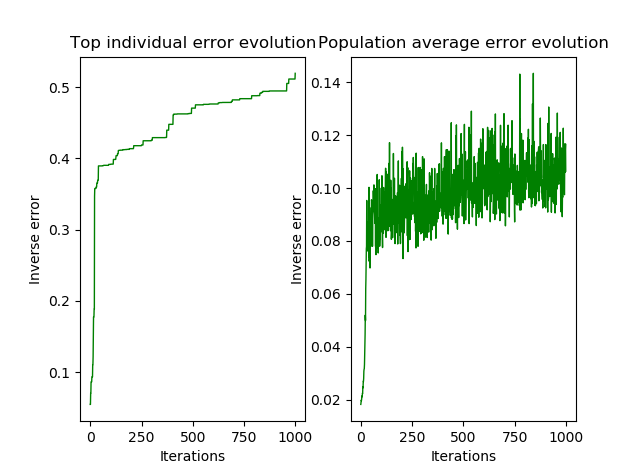 Top individual error evolution
Population average error evolution
Inverse error
0.5
0.4
0.3
0.2
0.1
0 250 500 750 1000
Iterations
Inverse error
0.14
0.12
0.10
0.08
0.06
0.04
0.02
0 250 500 750 1000
Iterations